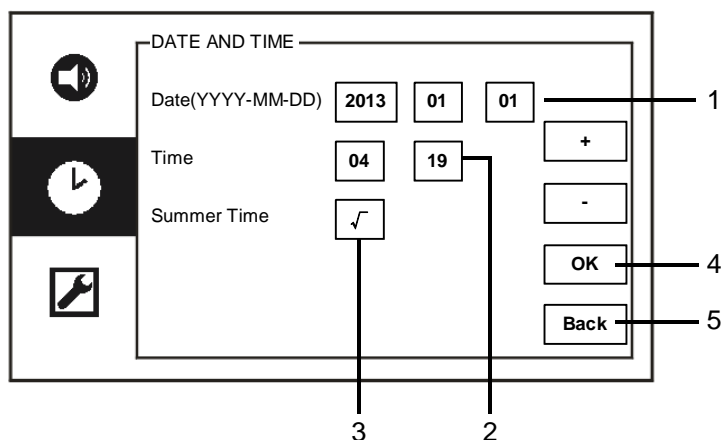 DATE AND TIME
Date(YYYY-MM-DD) 2013 01 01 1
+
Time 04 19
-
Summer Time √
OK 4
Back 5
3 2